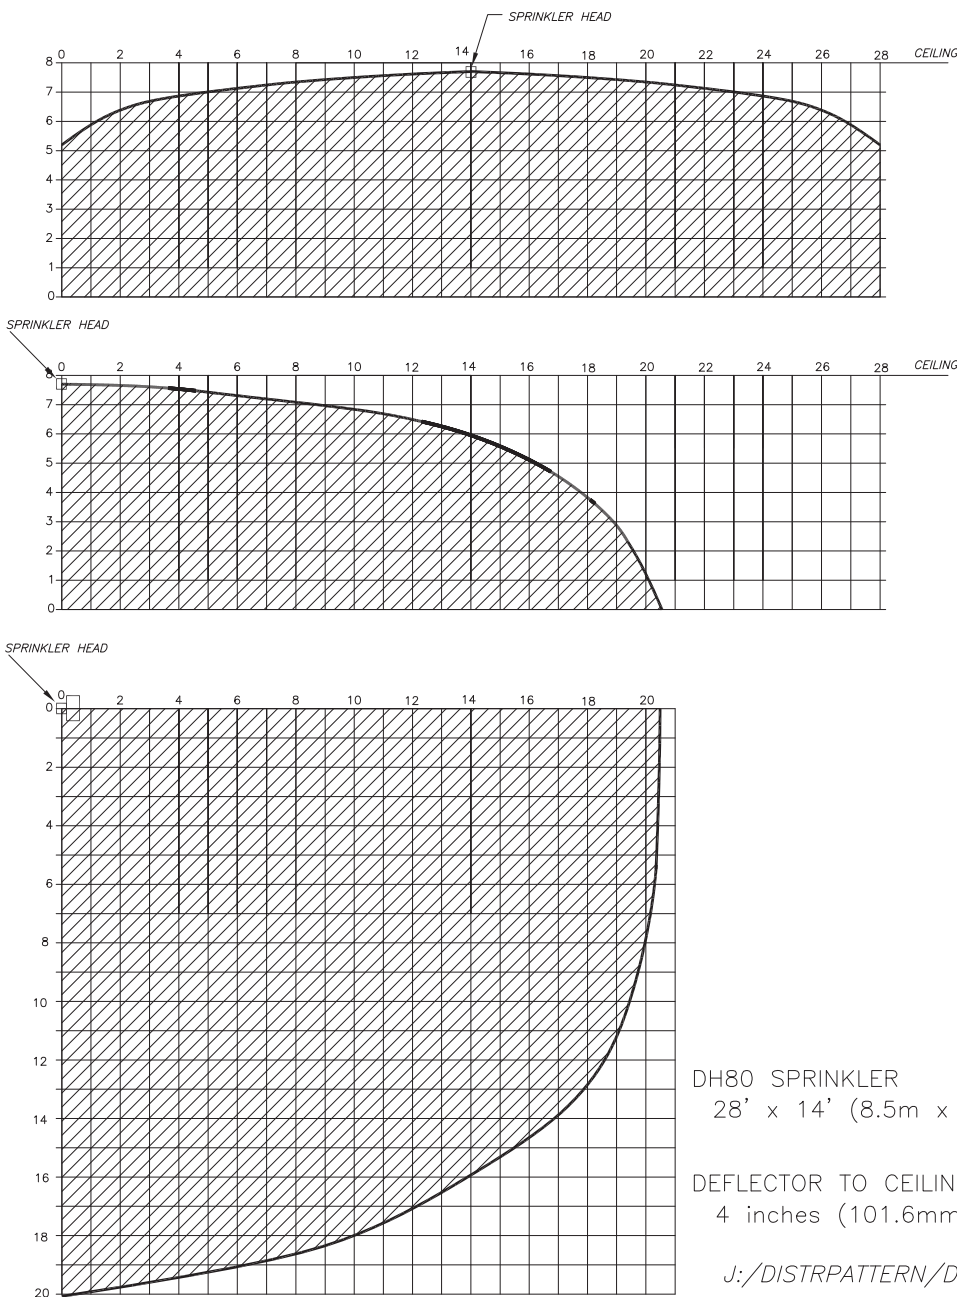 SPRINKLER HEAD
0 2 4 6 8 10 12 14 16 18 20 22 24 26 28 CEILING
8
7
6
5
4
3
2
1
0
SPRINKLER HEAD
0 2 4 6 8 10 12 14 16 18 20 22 24 26 28 CEILING
8
7
6
5
4
3
2
1
0
SPRINKLER HEAD
0 2 4 6 8 10 12 14 16 18 20
0
2
4
6
8
10
12
14
16
18
20
DH80 SPRINKLER
28' x 14' (8.5m x
DEFLECTOR TO CEILIN
4 inches (101.6mm
J:/DISTRPATTERN/D